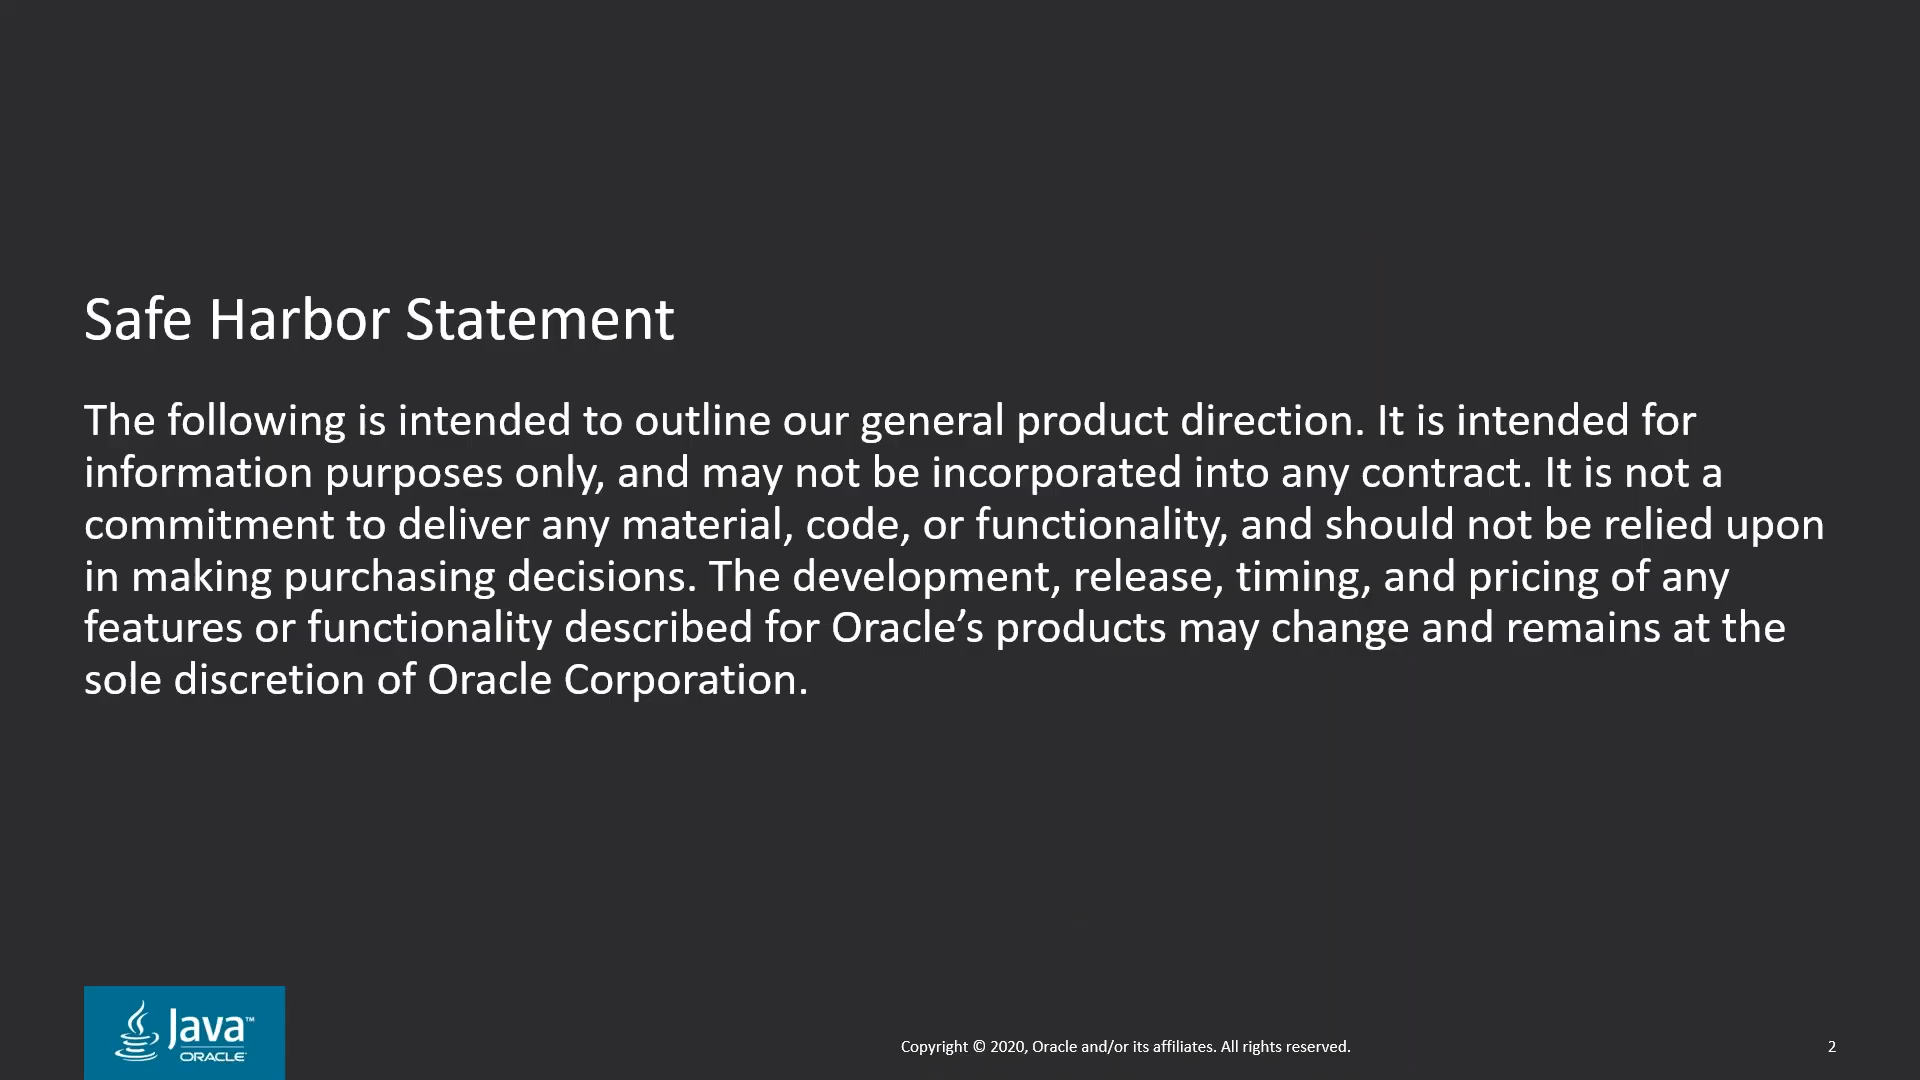 Safe Harbor Statement
The following is intended to outline our general product direction. It is intended for
information purposes only, and may not be incorporated into any contract. It is not a
commitment to deliver any material, code, or functionality, and should not be relied upon
in making purchasing decisions. The development, release, timing, and pricing of any
features or functionality described for Oracle’s products may change and remains at the
sole discretion of Oracle Corporation.
Java™
ORACLE
Copyright © 2020, Oracle and/or its affiliates. All rights reserved.
2